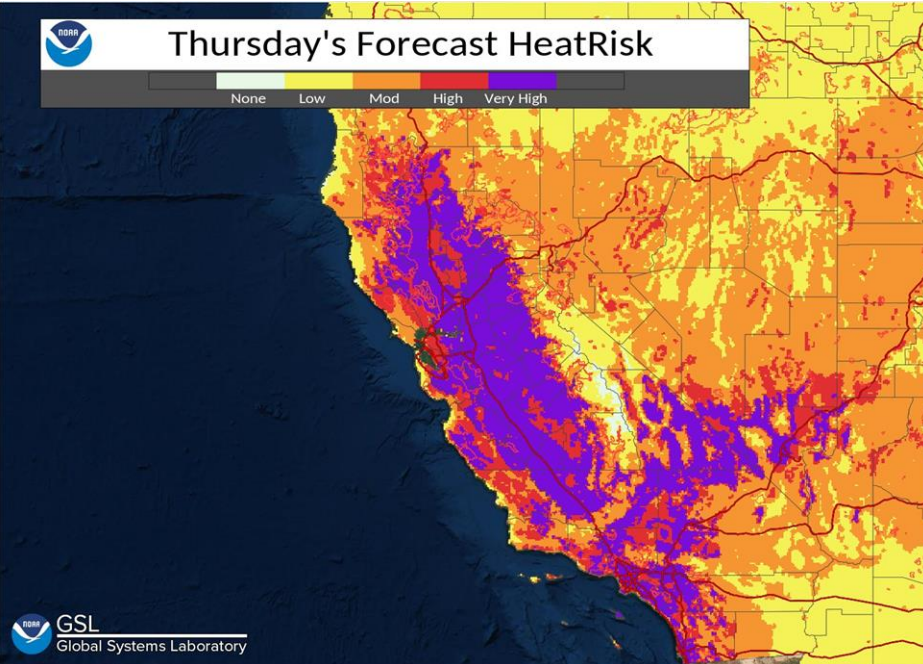 NOAA
Thursday's Forecast HeatRisk
None Low Mod High Very High
NOAA
GSL
Global Systems Laboratory